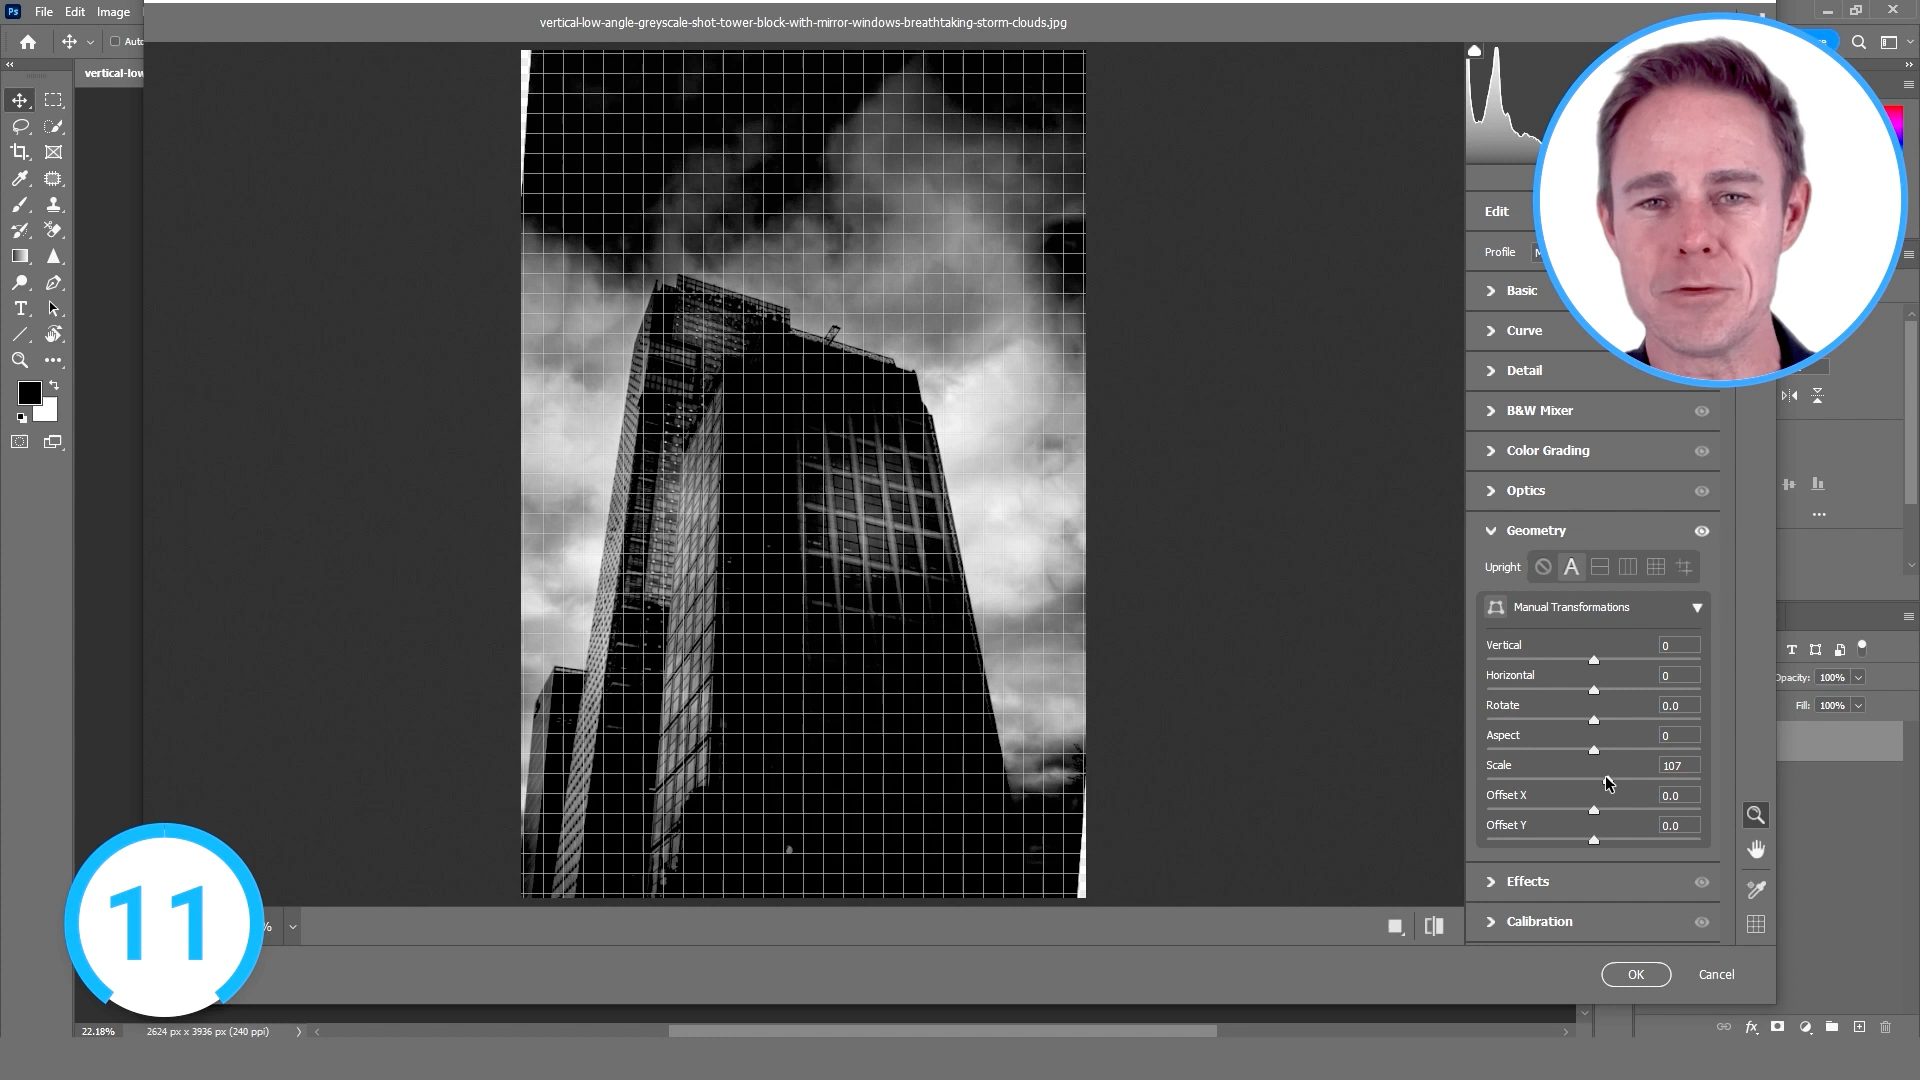 Ps File Edit Image
vertical-low-angle-greyscale-shot-tower-block-with-mirror-windows-breathtaking-storm-clouds.jpg
Auto
vertical-low
Edit
Profile M
Basic
Curve
Detail
B&W Mixer
Color Grading
Optics
Geometry
Upright A
Manual Transformations
Vertical 0
Horizontal 0
Rotate 0.0
Aspect 0
Scale 107
Offset X 0.0
Offset Y 0.0
Effects
Calibration
OK Cancel
Opacity: 100%
Fill: 100%
11
%
22.18% 2624 px x 3936 px (240 ppi)
fx